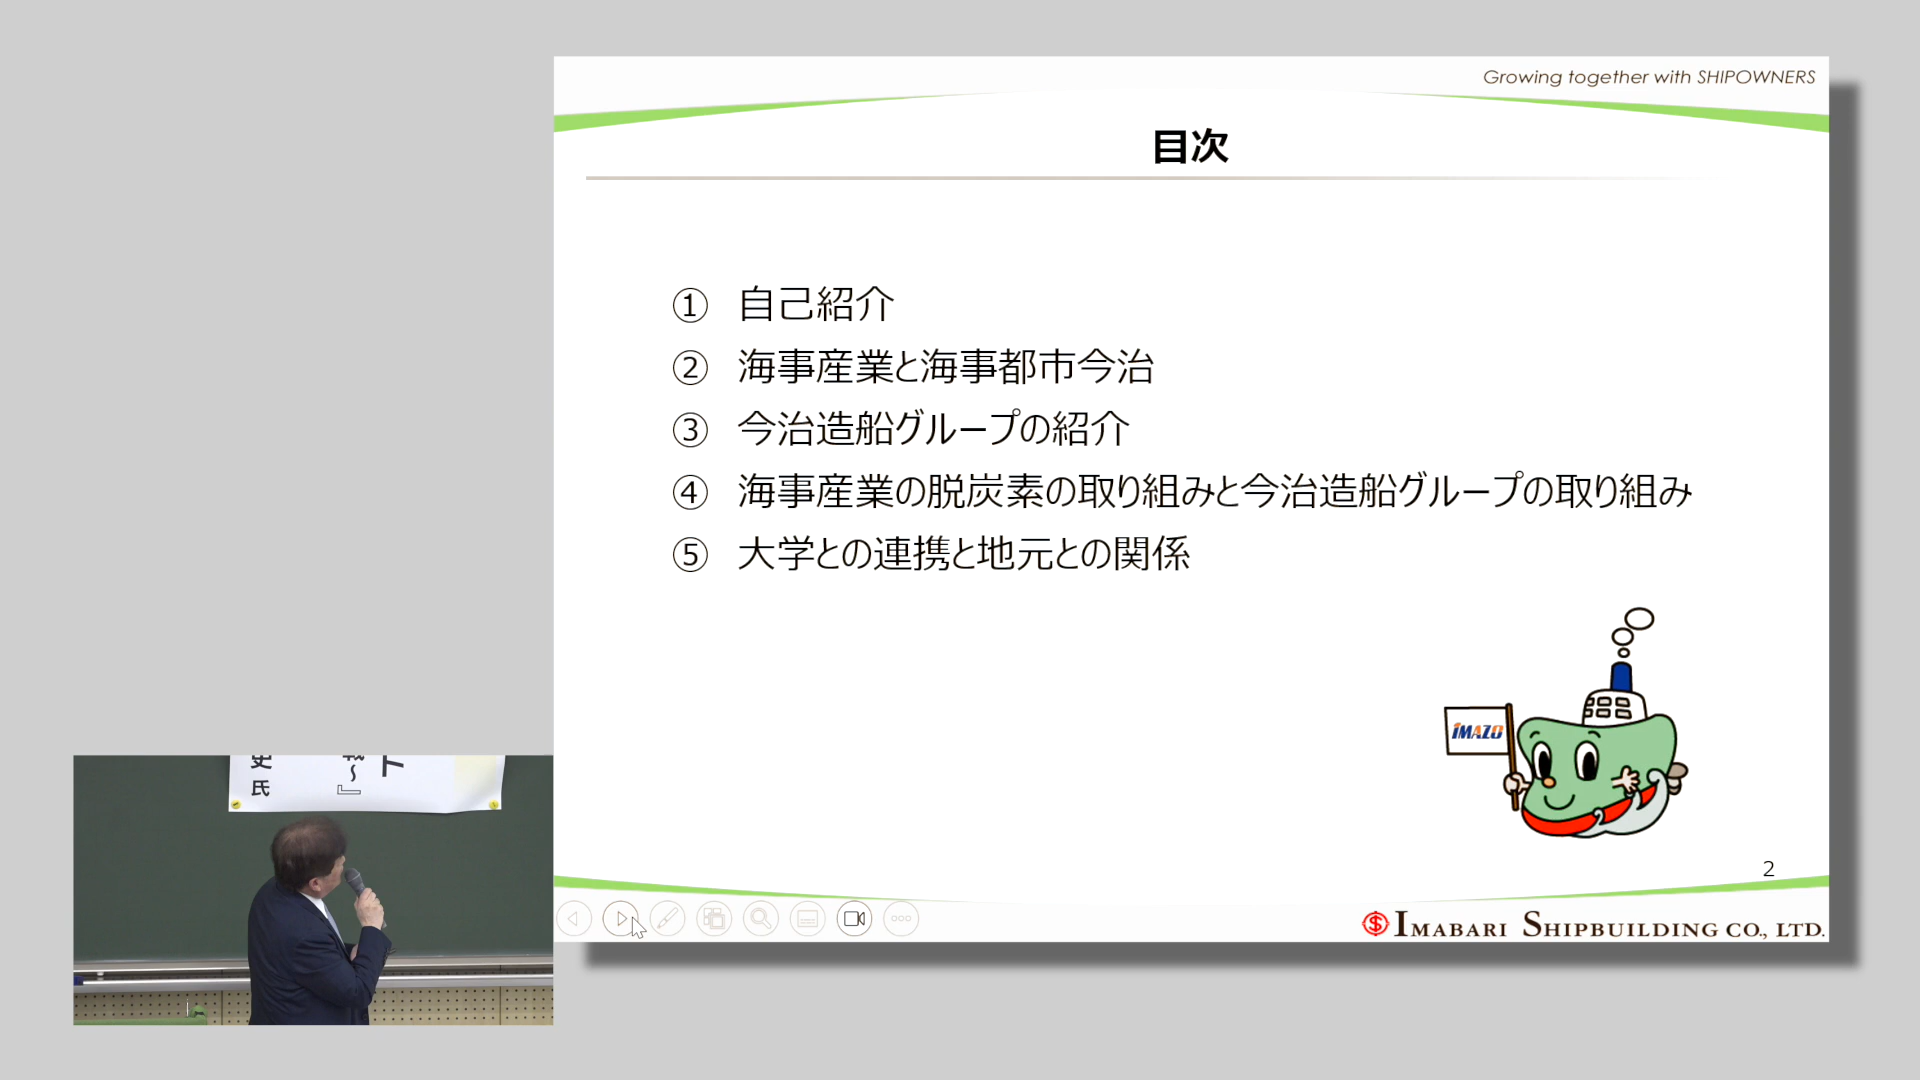 Growing together with SHIPOWNERS
目次
① 自己紹介
② 海事産業と海事都市今治
③ 今治造船グループの紹介
④ 海事産業の脱炭素の取り組みと今治造船グループの取り組み
⑤ 大学との連携と地元との関係
iMAZO
2
IMABARI SHIPBUILDING CO., LTD.
ト
～』
史氏